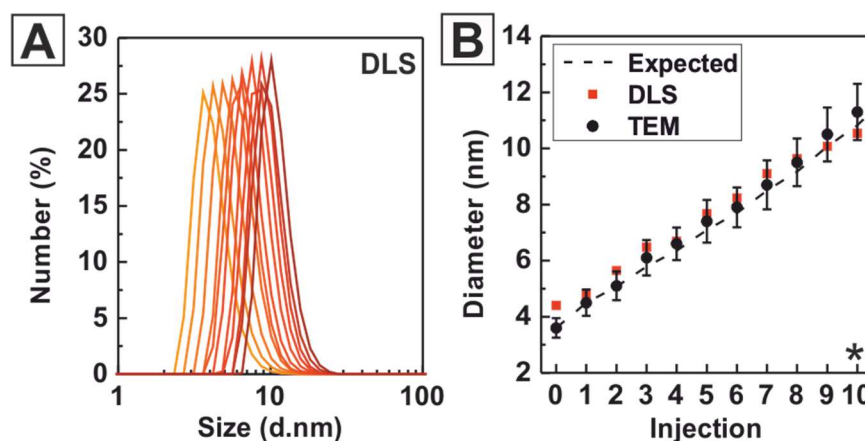 A
DLS
30
25
20
15
10
5
0
Number (%)
1
10
100
Size (d.nm)
B
Expected
DLS
TEM
14
12
10
8
6
4
2
Diameter (nm)
*
0 1 2 3 4 5 6 7 8 9 10
Injection